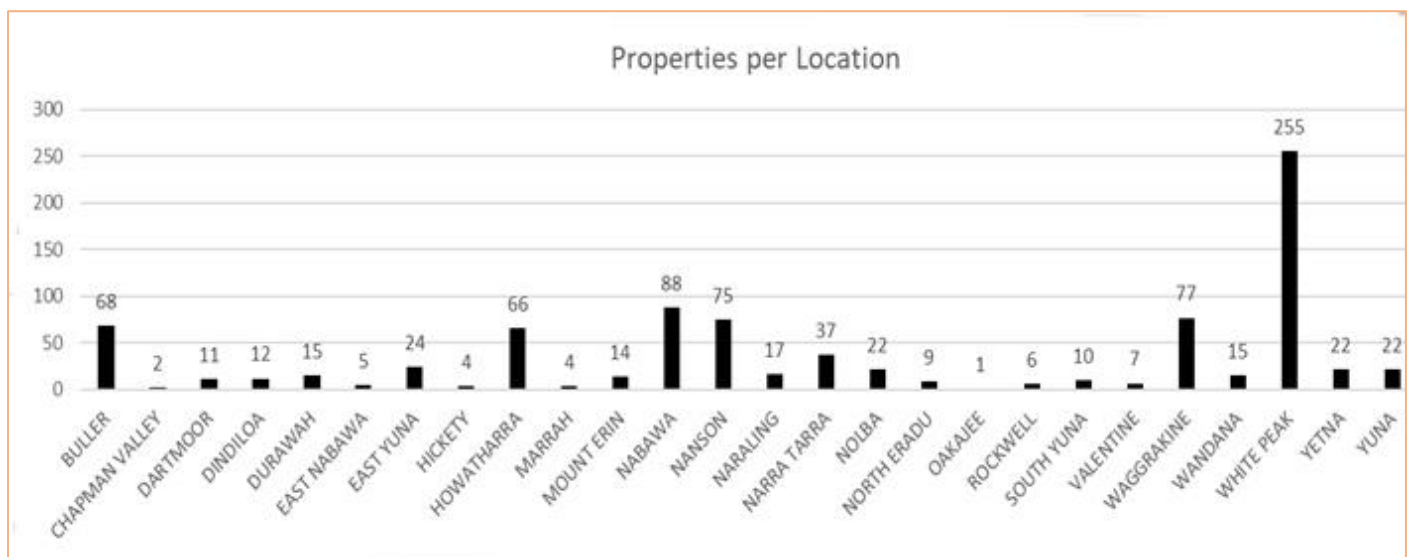 Properties per Location
300
250
200
150
100
50
0
68
2
11
12
15
5
24
4
66
4
14
88
75
17
37
22
9
1
6
10
7
77
15
255
22
22
BULLER
CHAPMAN VALLEY
DARTMOOR
DINDILOA
DURAWAH
EAST NABAWA
EAST YUNA
HICKETY
HOWATHARRA
MARRAH
MOUNT ERIN
NABAWA
NANSON
NARALING
NARRA TARRA
NOLBA
NORTH ERADU
OAKAJEE
ROCKWELL
SOUTH YUNA
VALENTINE
WAGGRAKINE
WANDANA
WHITE PEAK
YETNA
YUNA